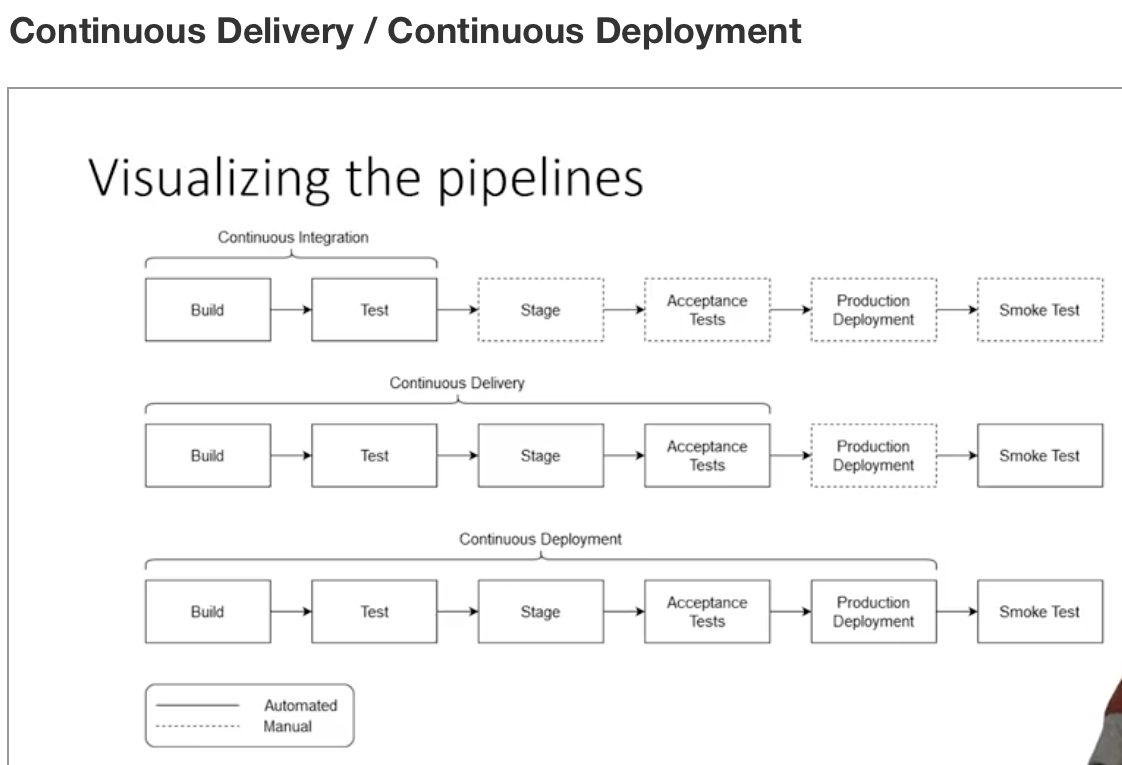 Continuous Delivery / Continuous Deployment
Visualizing the pipelines
Continuous Integration
Build
Test
Stage
Acceptance
Tests
Production
Deployment
Smoke Test
Continuous Delivery
Build
Test
Stage
Acceptance
Tests
Production
Deployment
Smoke Test
Continuous Deployment
Build
Test
Stage
Acceptance
Tests
Production
Deployment
Smoke Test
Automated
Manual